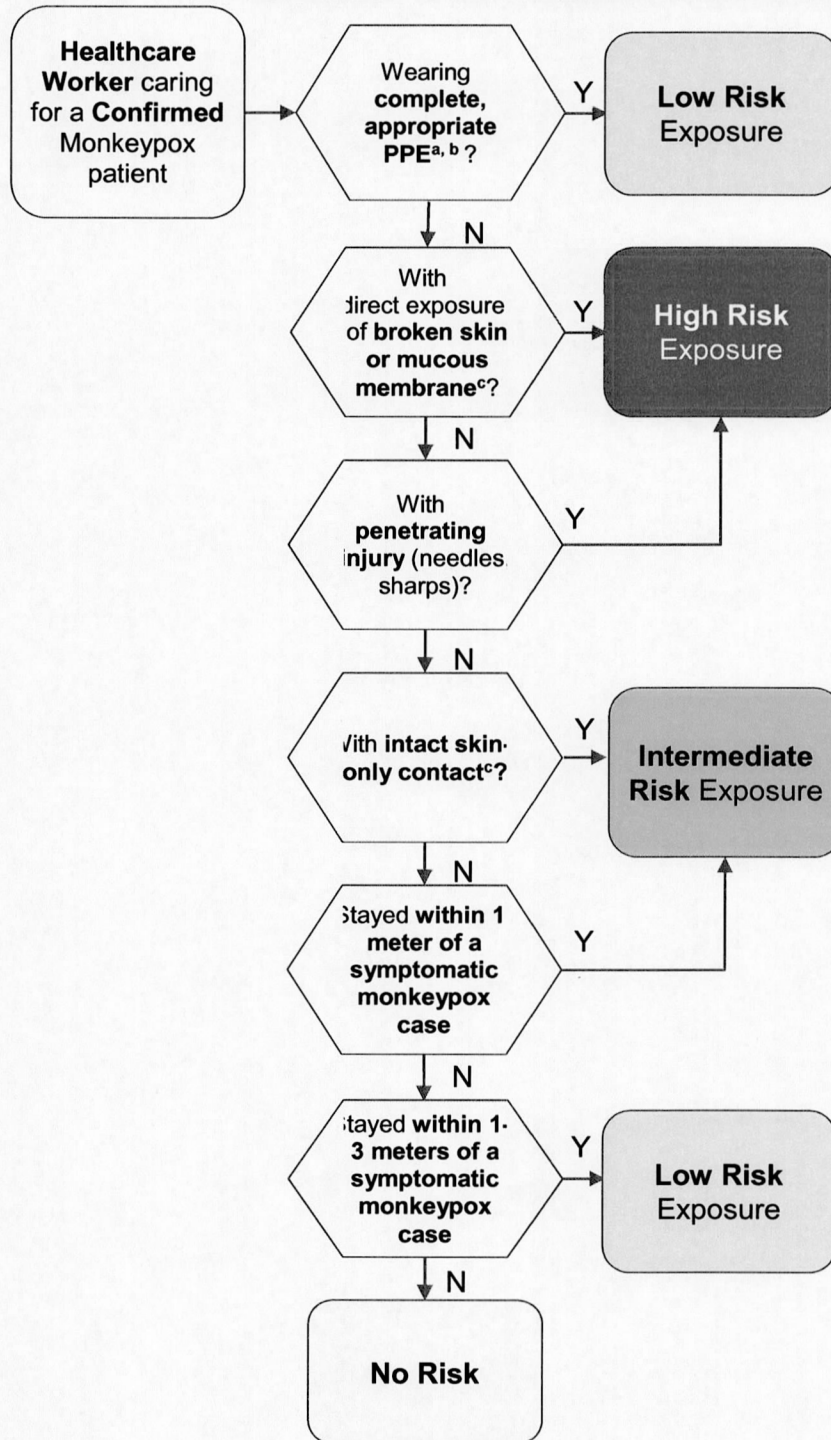 Healthcare
Worker caring
for a Confirmed
Monkeypox
patient
Wearing
complete,
appropriate
PPEa, b ?
Y
Low Risk
Exposure
N
With
direct exposure
of broken skin
or mucous
membranec?
Y
High Risk
Exposure
N
With
penetrating
injury (needles
sharps)?
Y
N
With intact skin-
only contactc?
Y
Intermediate
Risk Exposure
N
Stayed within 1
meter of a
symptomatic
monkeypox
case
Y
N
Stayed within 1-
3 meters of a
symptomatic
monkeypox
case
Y
Low Risk
Exposure
N
No Risk